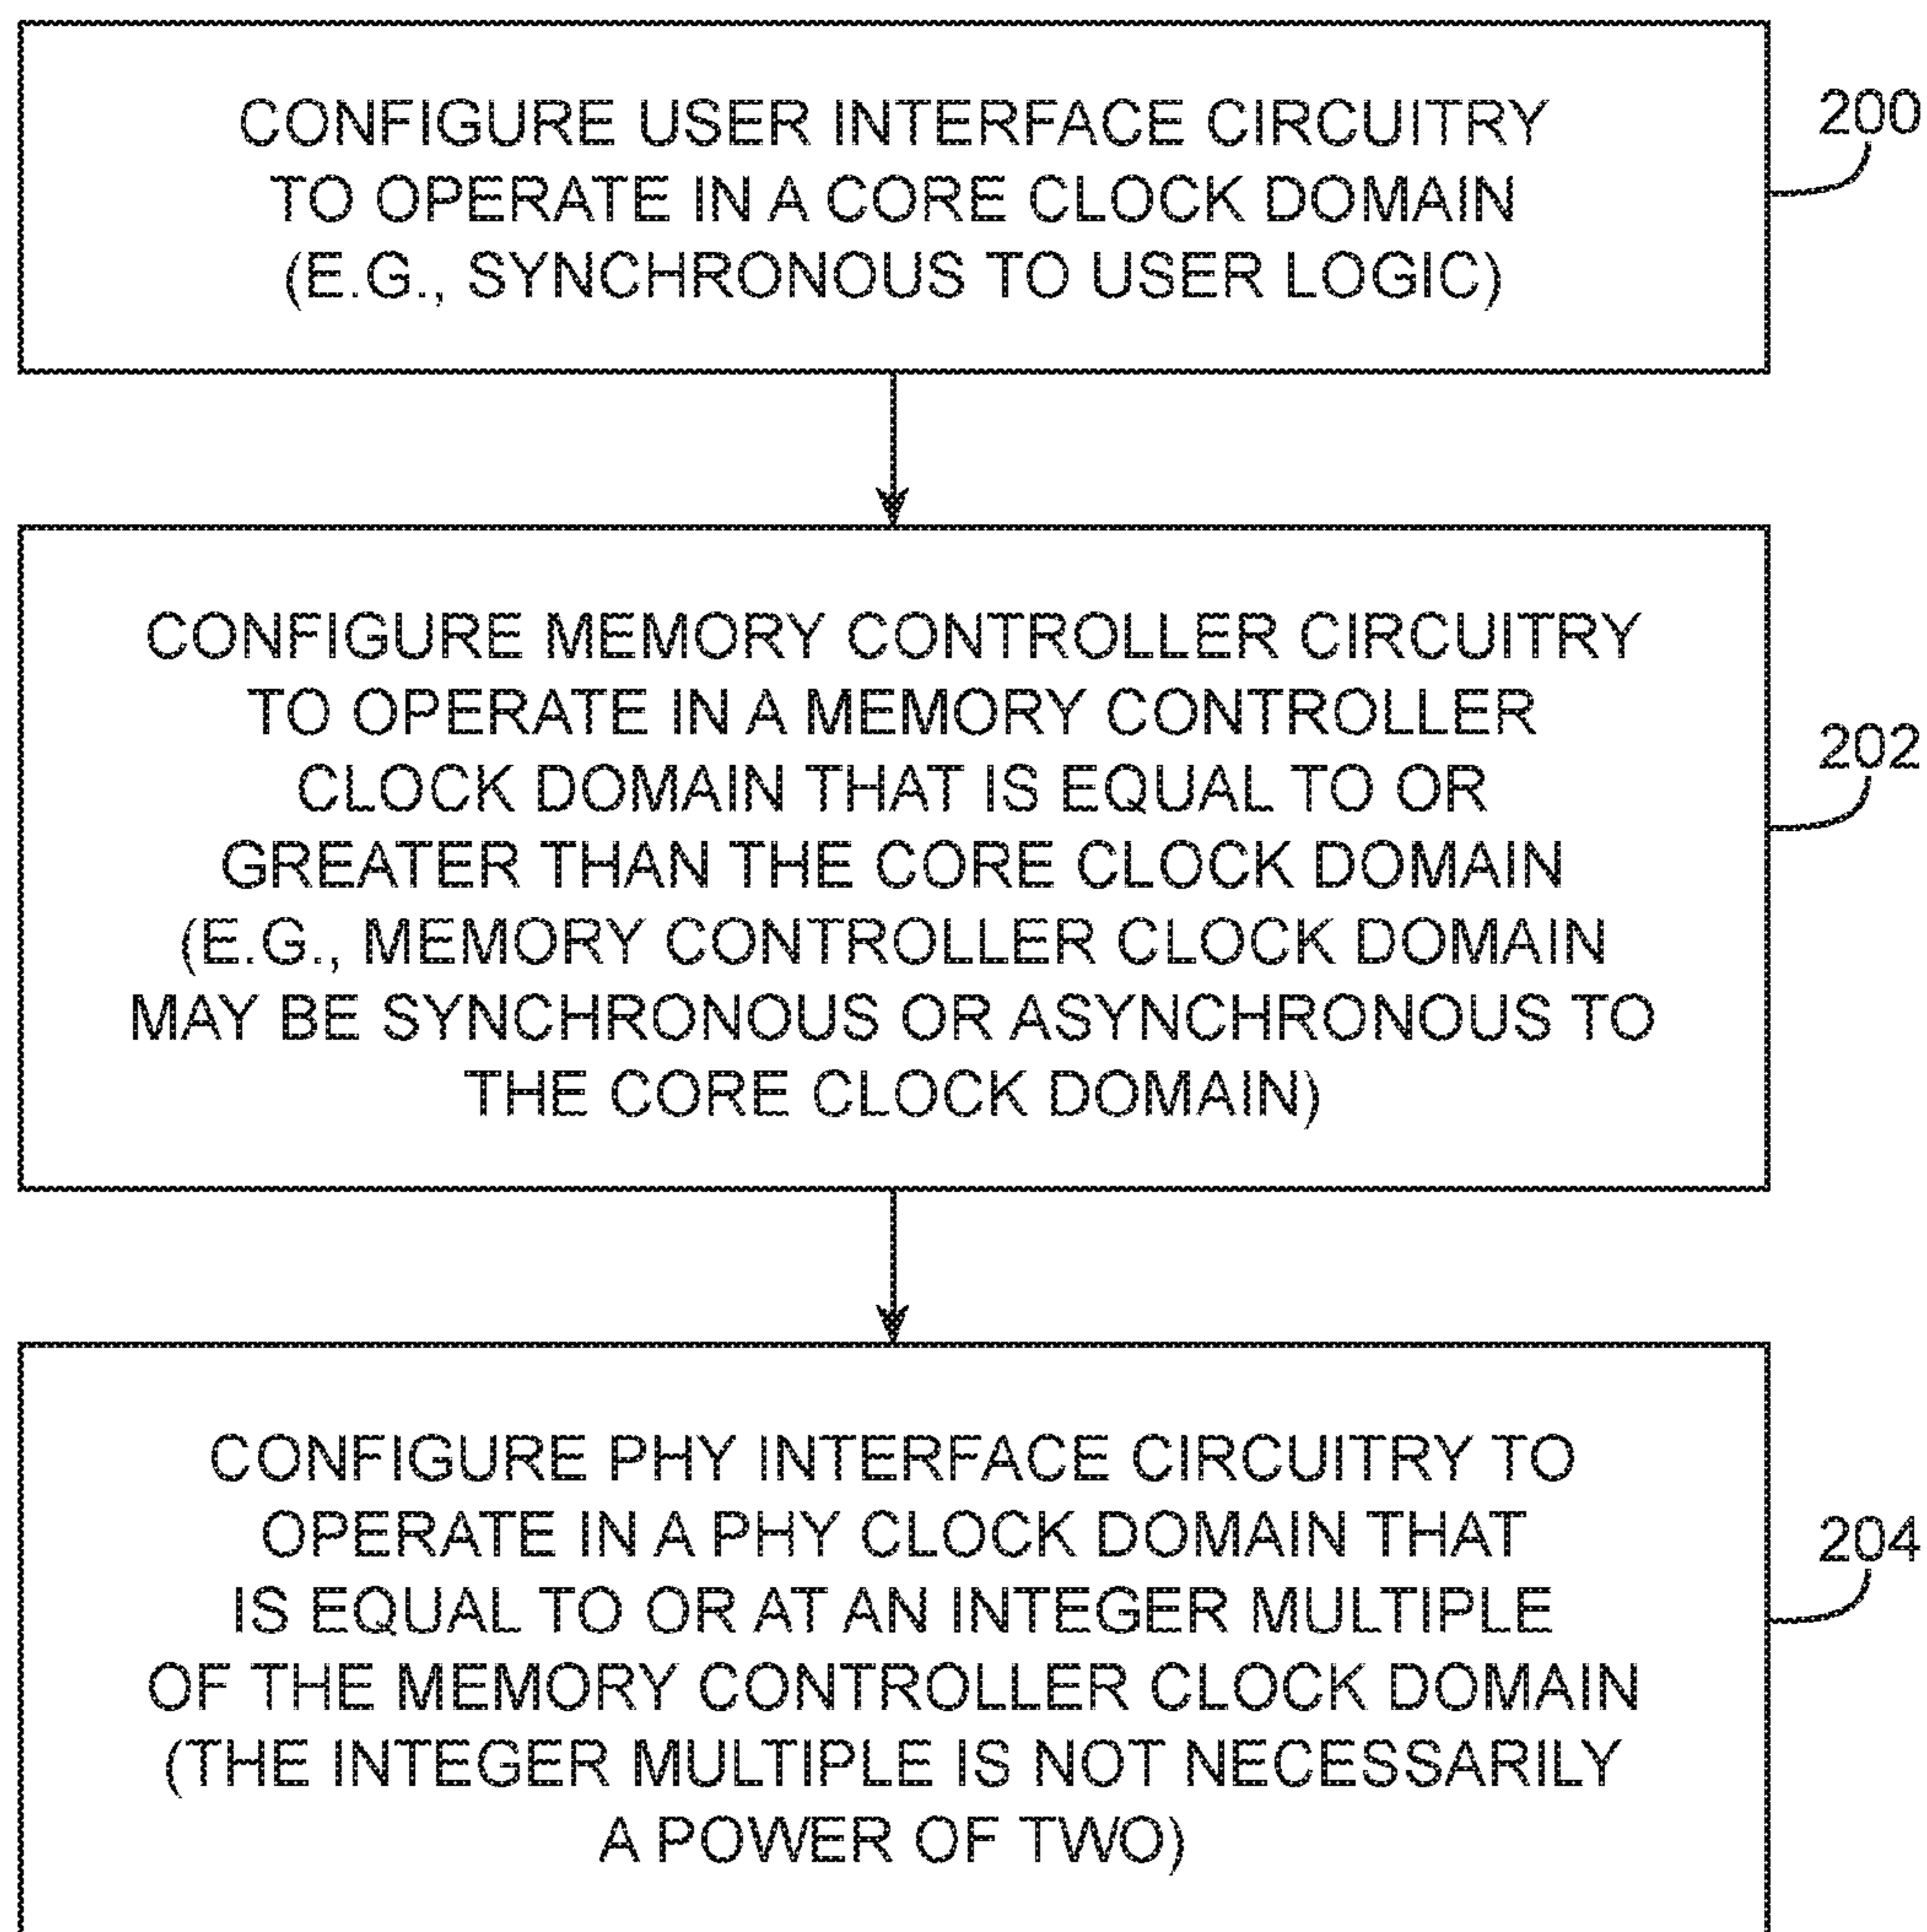 CONFIGURE USER INTERFACE CIRCUITRY
TO OPERATE IN A CORE CLOCK DOMAIN
(E.G., SYNCHRONOUS TO USER LOGIC)
200
CONFIGURE MEMORY CONTROLLER CIRCUITRY
TO OPERATE IN A MEMORY CONTROLLER
CLOCK DOMAIN THAT IS EQUAL TO OR
GREATER THAN THE CORE CLOCK DOMAIN
(E.G., MEMORY CONTROLLER CLOCK DOMAIN
MAY BE SYNCHRONOUS OR ASYNCHRONOUS TO
THE CORE CLOCK DOMAIN)
202
CONFIGURE PHY INTERFACE CIRCUITRY TO
OPERATE IN A PHY CLOCK DOMAIN THAT
IS EQUAL TO OR AT AN INTEGER MULTIPLE
OF THE MEMORY CONTROLLER CLOCK DOMAIN
(THE INTEGER MULTIPLE IS NOT NECESSARILY
A POWER OF TWO)
204